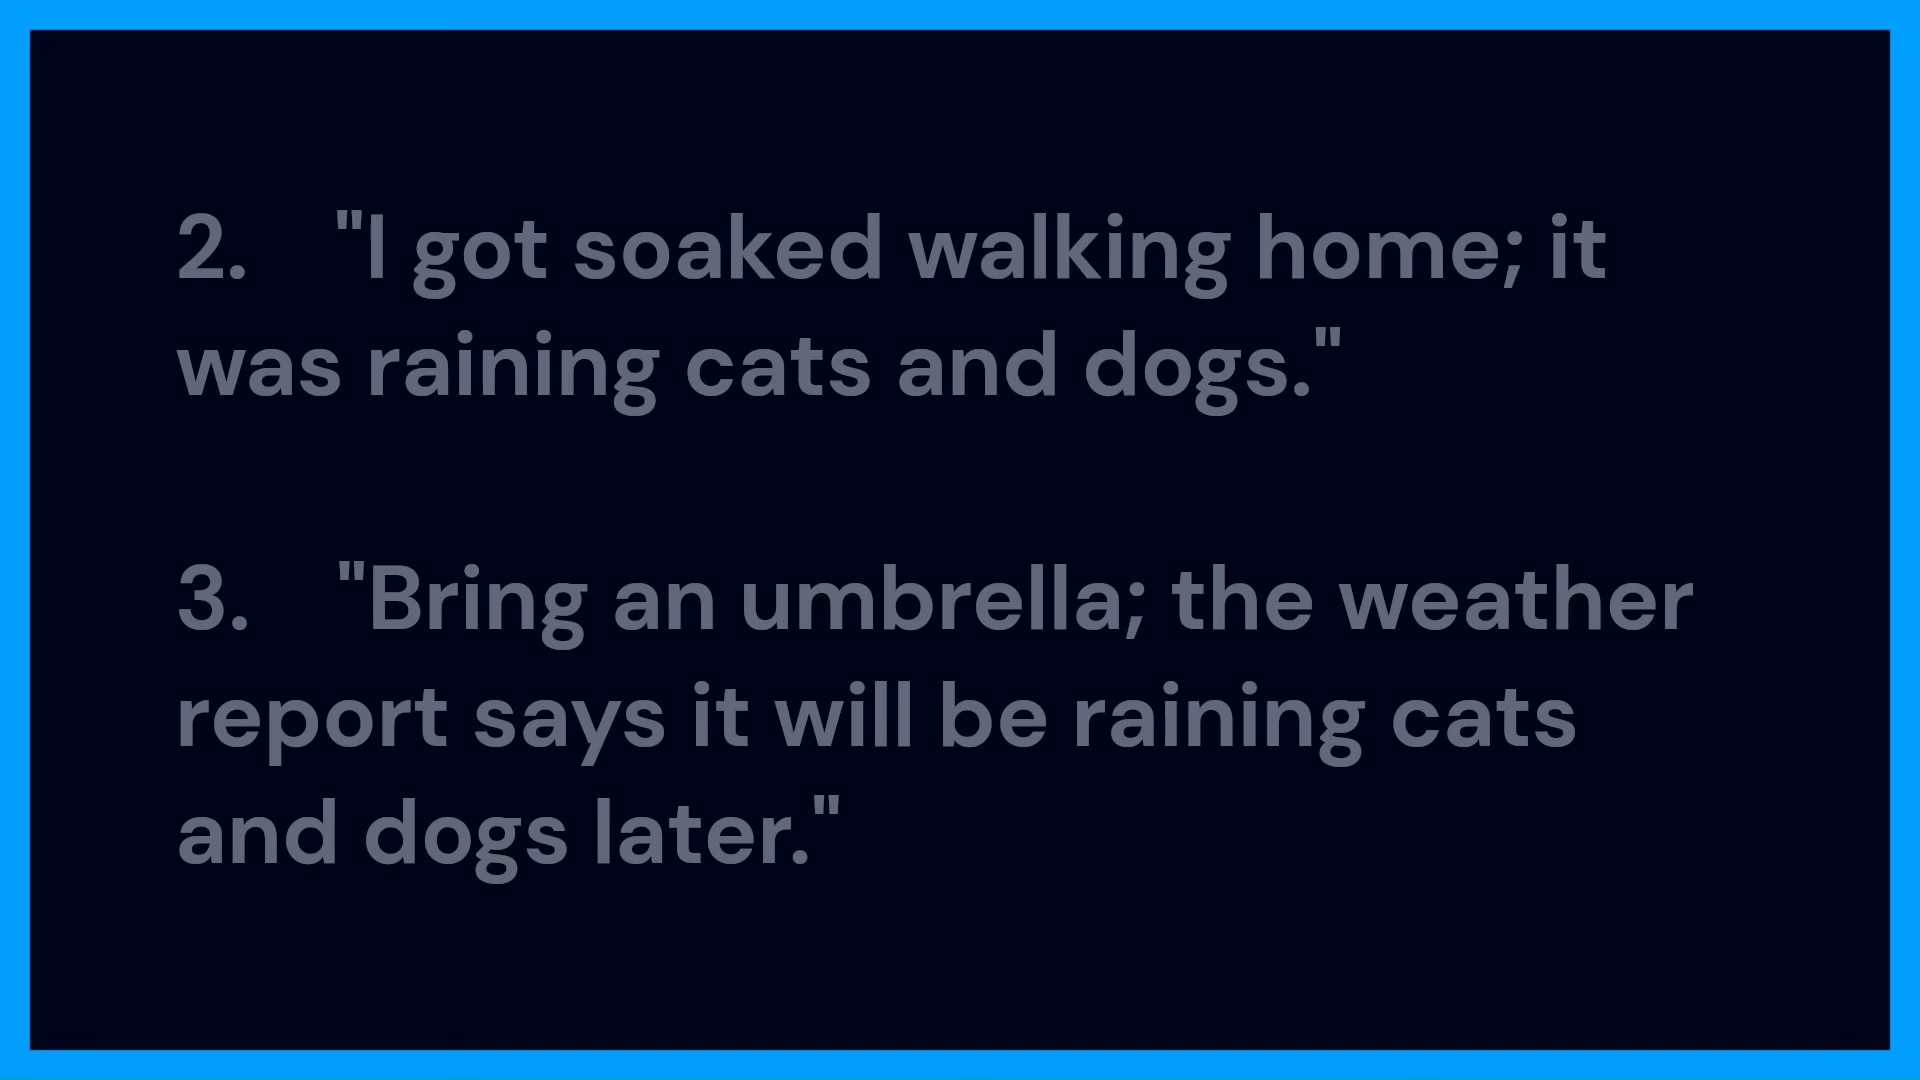 2. "I got soaked walking home; it
was raining cats and dogs."
3. "Bring an umbrella; the weather
report says it will be raining cats
and dogs later."